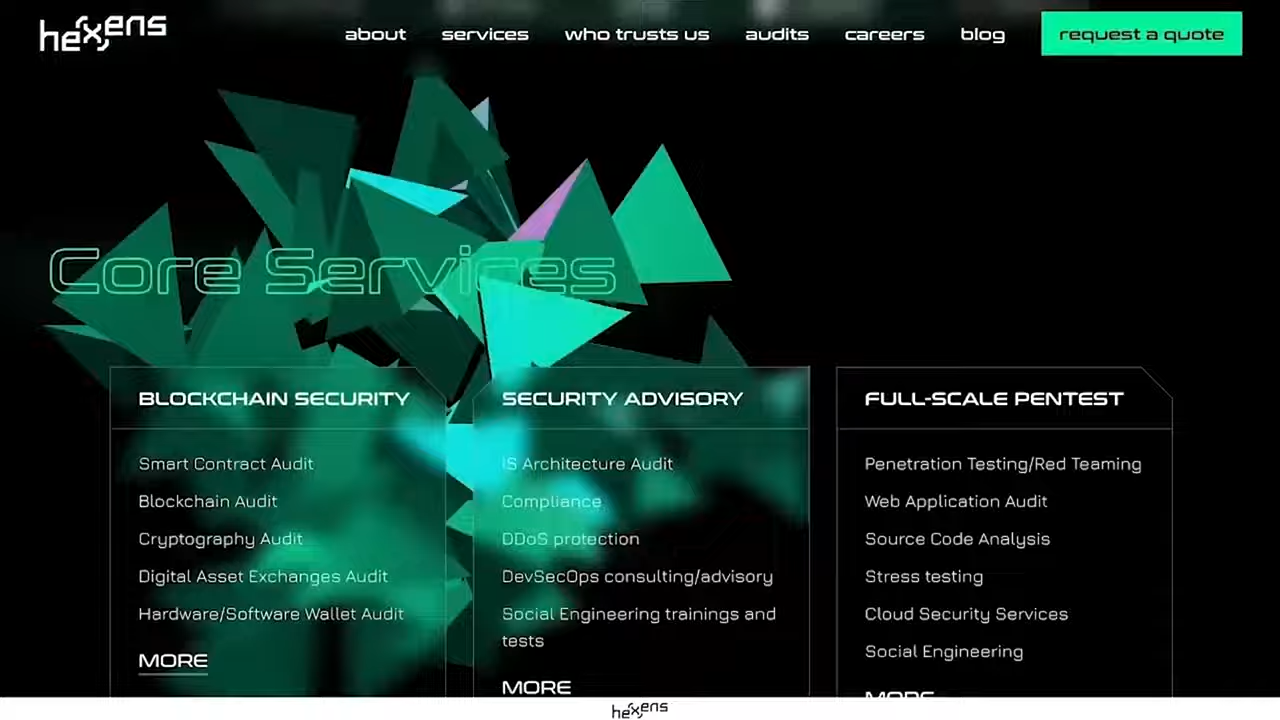 hexens
about
services
who trusts us
audits
careers
blog
request a quote
Core Services
BLOCKCHAIN SECURITY
Smart Contract Audit
Blockchain Audit
Cryptography Audit
Digital Asset Exchanges Audit
Hardware/Software Wallet Audit
MORE
SECURITY ADVISORY
IS Architecture Audit
Compliance
DDoS protection
DevSecOps consulting/advisory
Social Engineering trainings and
tests
MORE
FULL-SCALE PENTEST
Penetration Testing/Red Teaming
Web Application Audit
Source Code Analysis
Stress testing
Cloud Security Services
Social Engineering
MORE
hexens